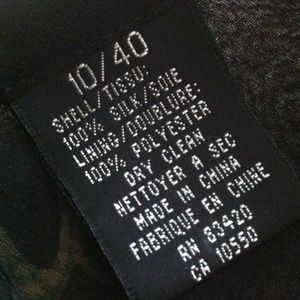 10/40
SHELL/TISSU:
100% SILK/SOIE
LINING/DOUBLURE:
100% POLYESTER
DRY CLEAN
NETTOYER A SEC
MADE IN CHINA
FABRIQUE EN CHINE
RN 83420
CA 10550